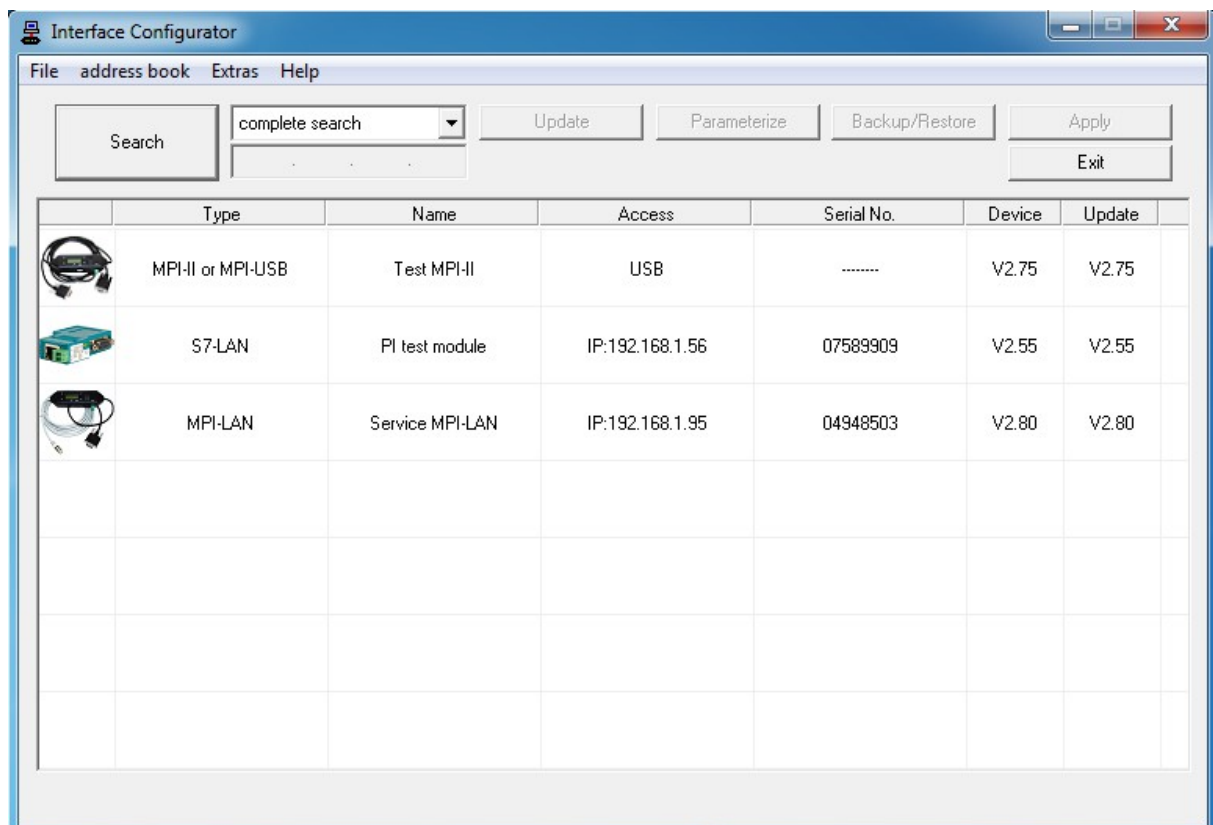 Interface Configurator
File address book Extras Help
Search complete search Update Parameterize Backup/Restore Apply
. . . Exit
Type Name Access Serial No. Device Update
MPI-II or MPI-USB Test MPI-II USB -------- V2.75 V2.75
S7-LAN PI test module IP:192.168.1.56 07589909 V2.55 V2.55
MPI-LAN Service MPI-LAN IP:192.168.1.95 04948503 V2.80 V2.80